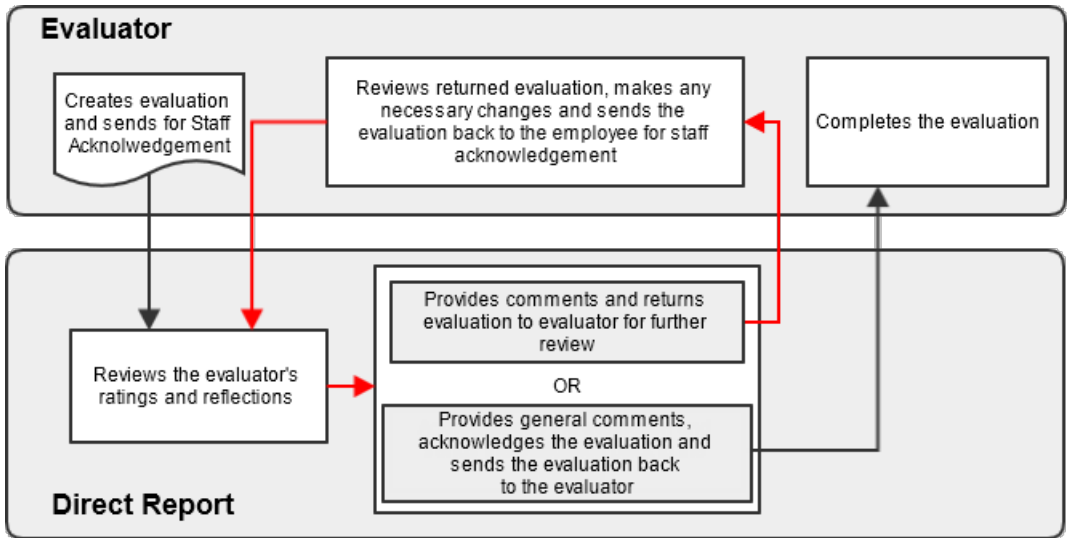 Evaluator
Creates evaluation
and sends for Staff
Acknolwedgement
Reviews returned evaluation, makes any
necessary changes and sends the
evaluation back to the employee for staff
acknowledgement
Completes the evaluation
Reviews the evaluator's
ratings and reflections
Provides comments and returns
evaluation to evaluator for further
review
OR
Provides general comments,
acknowledges the evaluation and
sends the evaluation back
to the evaluator
Direct Report